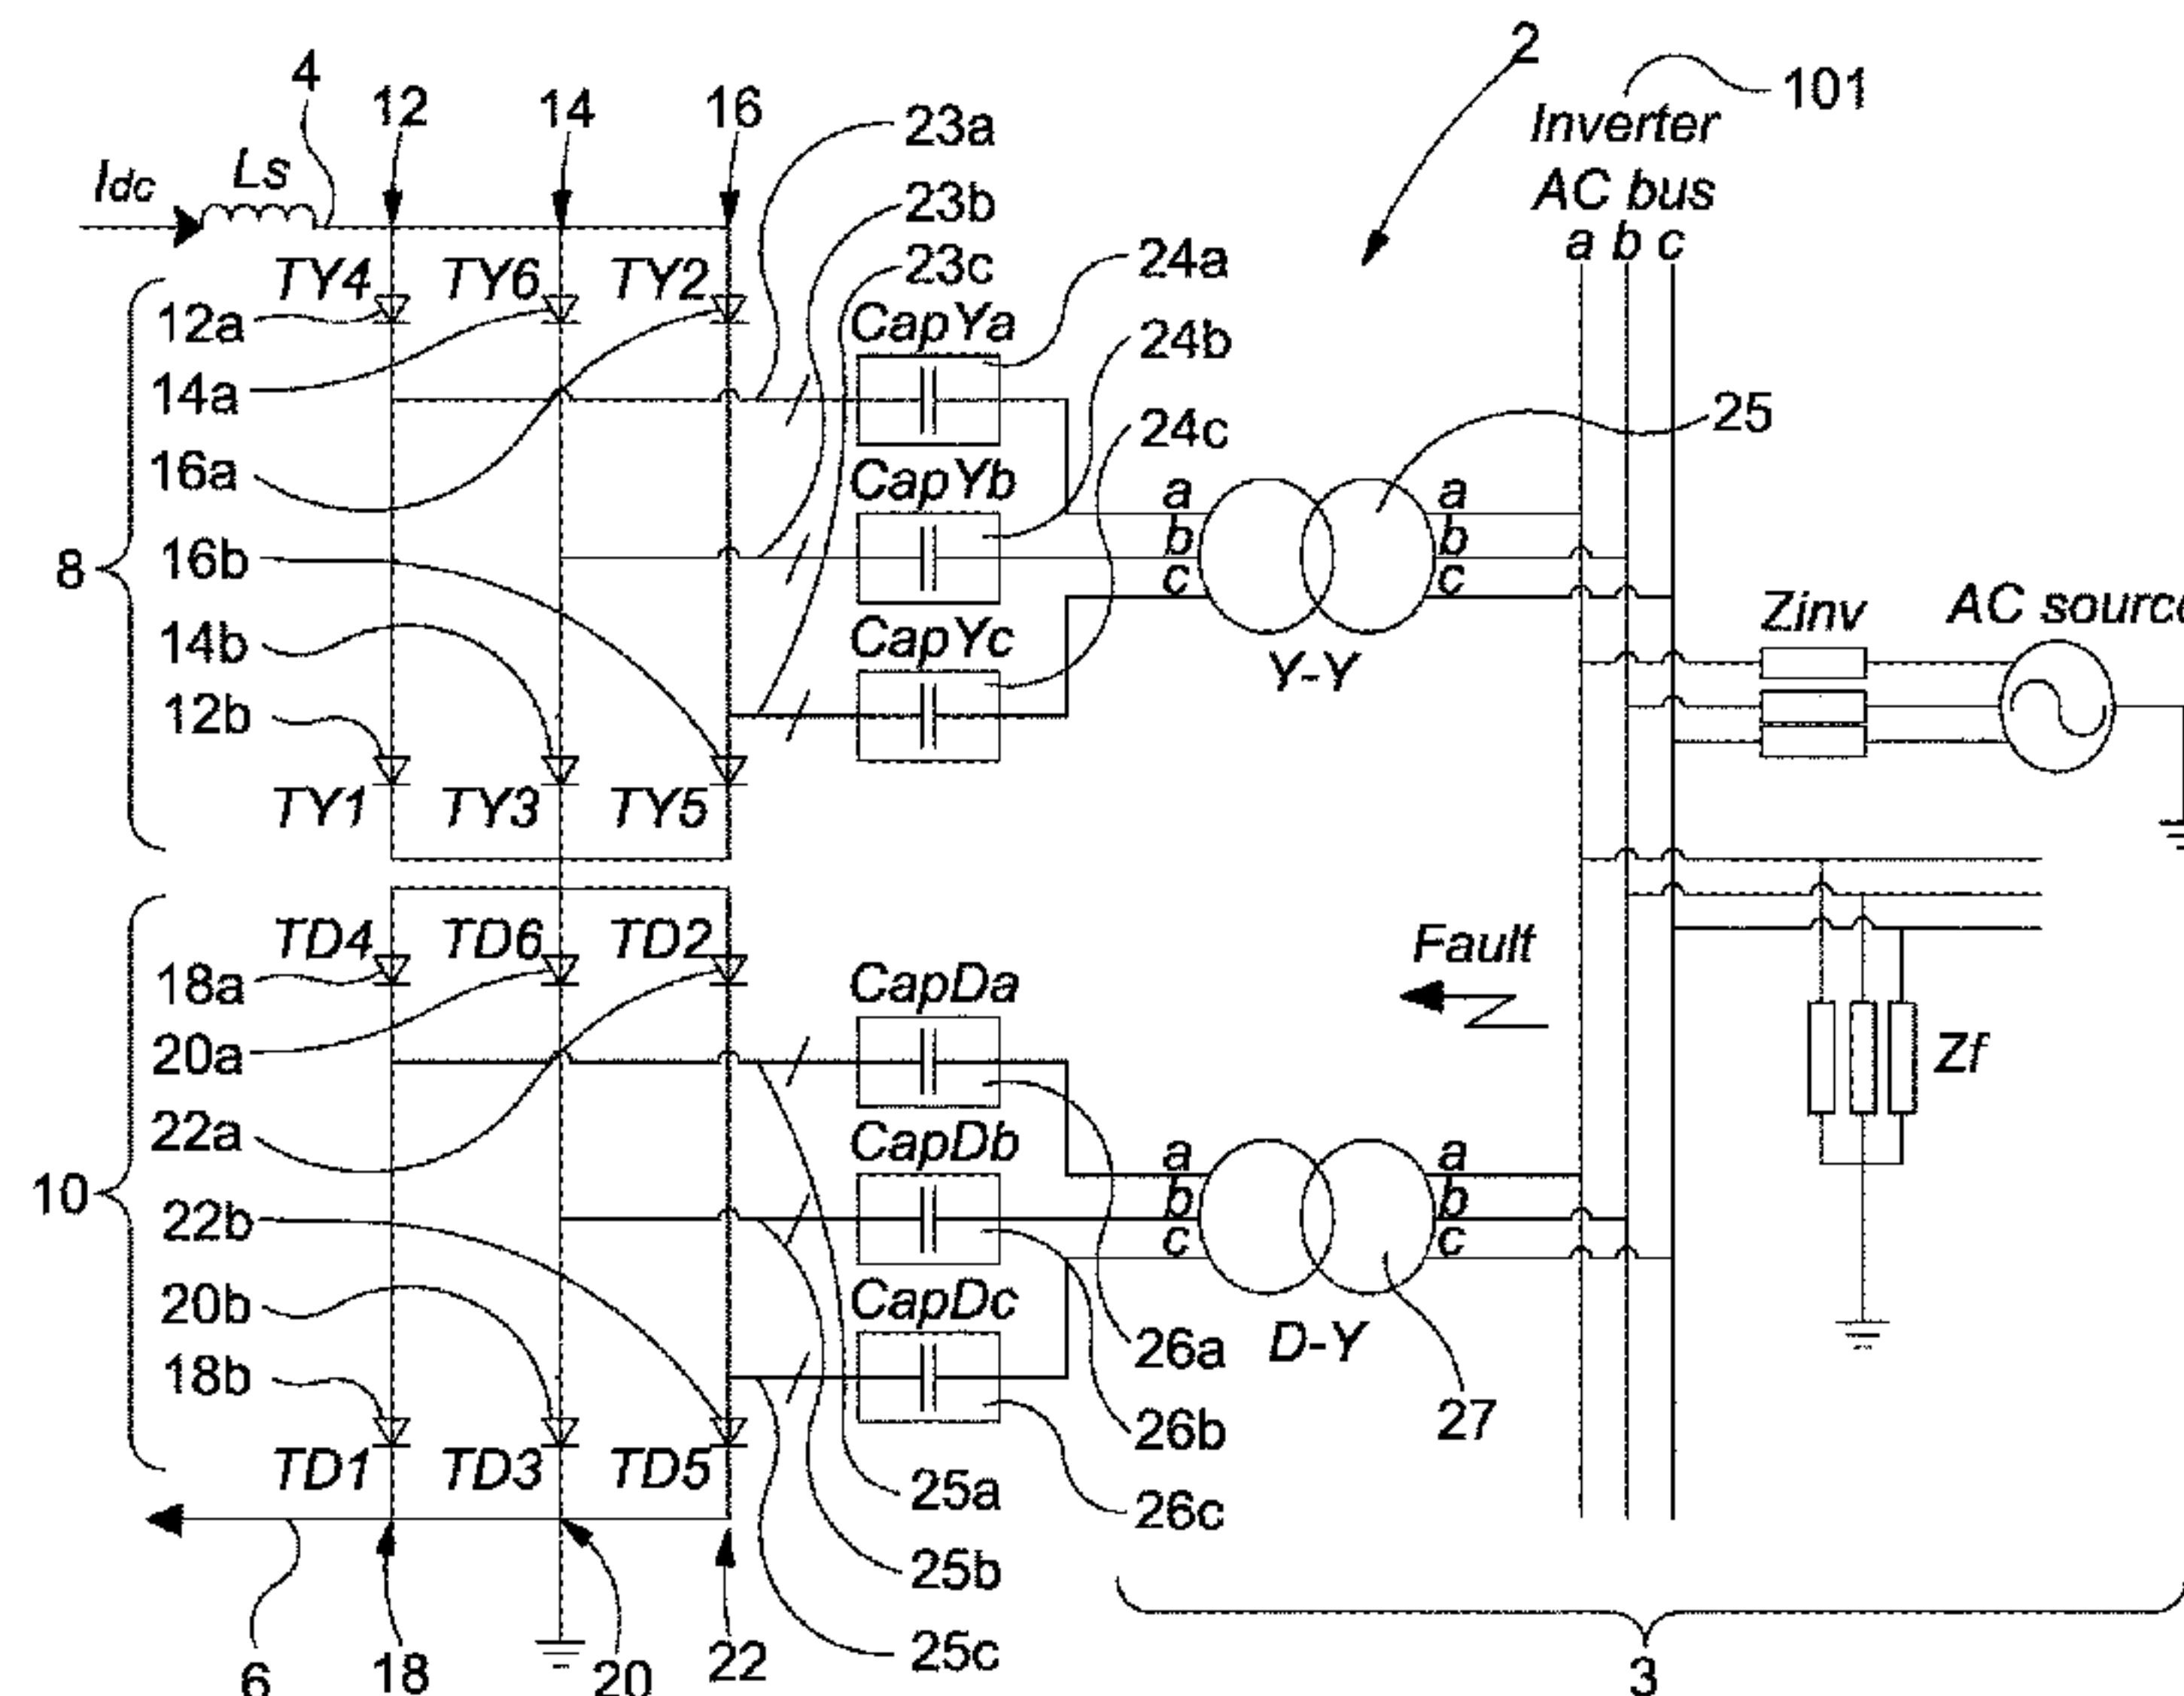 2
101
4
12
14
16
23a
Inverter
AC bus
a b c
Idc
Ls
23b
23c
24a
TY4
TY6
TY2
12a
CapYa
24b
14a
25
24c
16a
CapYb
a
b
c
a
b
c
8
16b
Y-Y
Zinv
AC source
14b
CapYc
12b
TY1
TY3
TY5
TD4
TD6
TD2
Fault
18a
CapDa
20a
Zf
22a
CapDb
a
b
c
a
b
c
10
22b
20b
CapDc
26a
D-Y
18b
26b
27
TD1
TD3
TD5
25a
26c
25b
6
18
20
22
25c
3